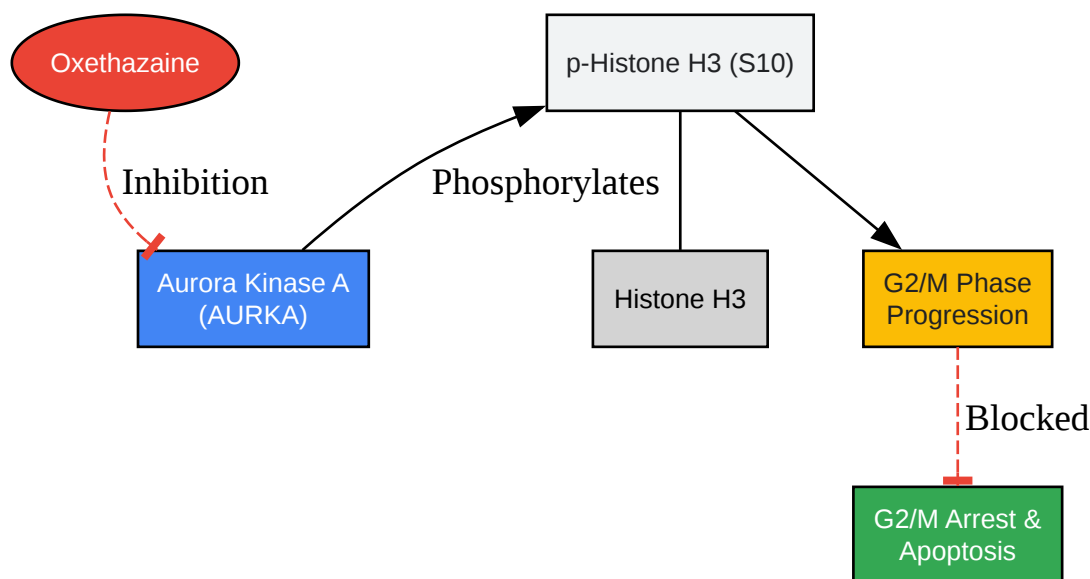 Oxethazaine
p-Histone H3 (S10)
Inhibition
Phosphorylates
Aurora Kinase A
(AURKA)
Histone H3
G2/M Phase
Progression
Blocked
G2/M Arrest &
Apoptosis